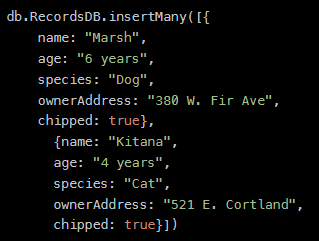 db.RecordsDB.insertMany([{
    name: "Marsh",
    age: "6 years",
    species: "Dog",
    ownerAddress: "380 W. Fir Ave",
    chipped: true},
      {name: "Kitana",
      age: "4 years",
      species: "Cat",
      ownerAddress: "521 E. Cortland",
      chipped: true}])